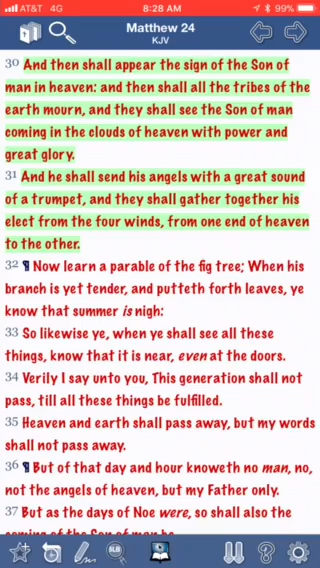 AT&T 4G 8:28 AM 99%
Matthew 24
KJV
30 And then shall appear the sign of the Son of
man in heaven: and then shall all the tribes of the
earth mourn, and they shall see the Son of man
coming in the clouds of heaven with power and
great glory.
31 And he shall send his angels with a great sound
of a trumpet, and they shall gather together his
elect from the four winds, from one end of heaven
to the other.
32 ¶ Now learn a parable of the fig tree; When his
branch is yet tender, and putteth forth leaves, ye
know that summer is nigh:
33 So likewise ye, when ye shall see all these
things, know that it is near, even at the doors.
34 Verily I say unto you, This generation shall not
pass, till all these things be fulfilled.
35 Heaven and earth shall pass away, but my words
shall not pass away.
36 ¶ But of that day and hour knoweth no man, no,
not the angels of heaven, but my Father only.
37 But as the days of Noe were, so shall also the
coming of the Son of man be.
SLB